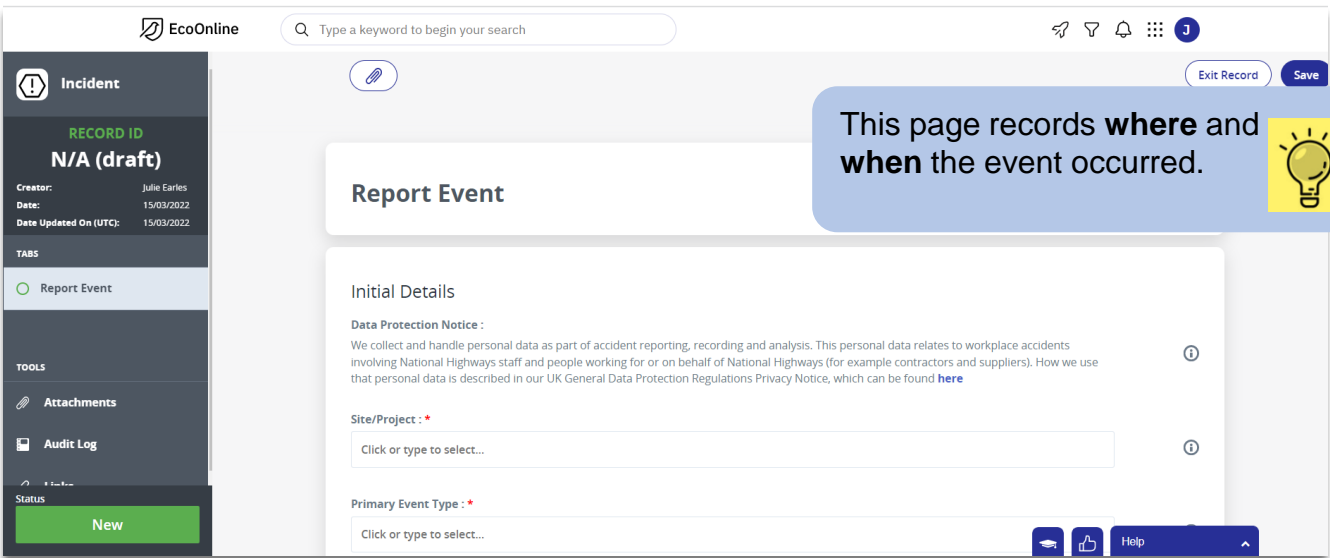 EcoOnline
Type a keyword to begin your search
J
Incident
Exit Record
Save
This page records where and
when the event occurred.
RECORD ID
N/A (draft)
Creator: Julie Earles
Date: 15/03/2022
Date Updated On (UTC): 15/03/2022
Report Event
TABS
Report Event
Initial Details
Data Protection Notice :
We collect and handle personal data as part of accident reporting, recording and analysis. This personal data relates to workplace accidents
involving National Highways staff and people working for or on behalf of National Highways (for example contractors and suppliers). How we use
that personal data is described in our UK General Data Protection Regulations Privacy Notice, which can be found here
TOOLS
Attachments
Audit Log
Links
Site/Project : *
Click or type to select...
Status
New
Primary Event Type : *
Click or type to select...
Help